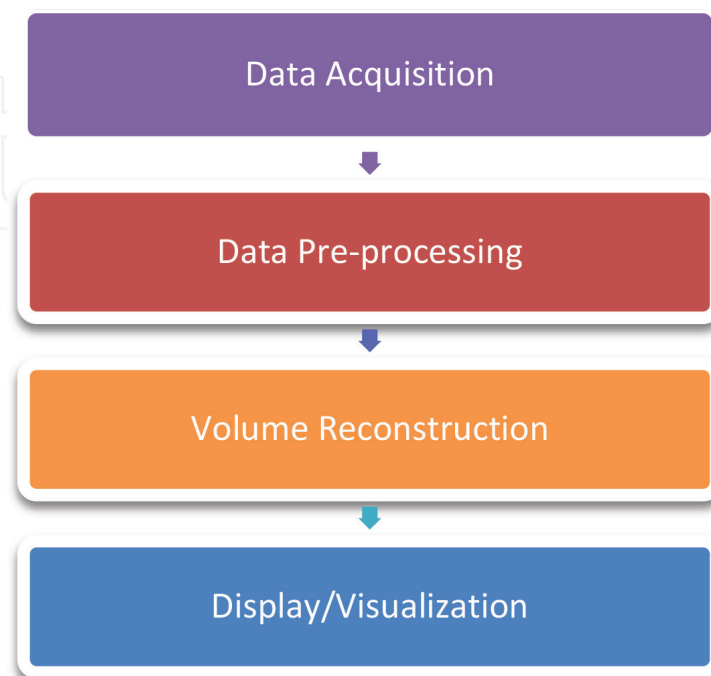 Data Acquisition
Data Pre-processing
Volume Reconstruction
Display/Visualization